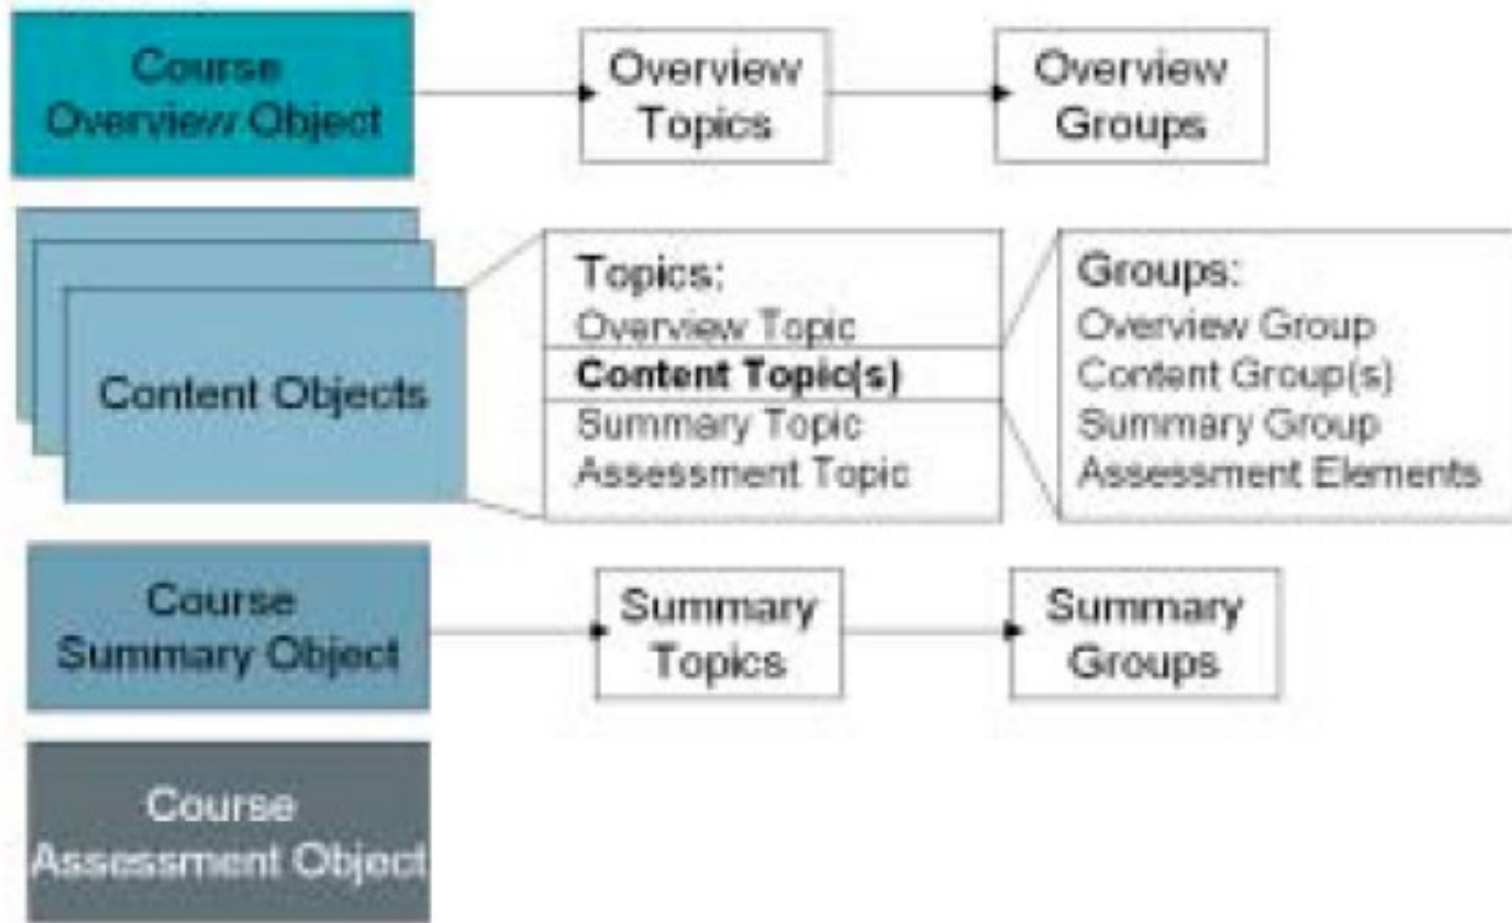 Course
Overview Object
Overview
Topics
Overview
Groups
Content Objects
Topics:
Overview Topic
Content Topic(s)
Summary Topic
Assessment Topic
Groups:
Overview Group
Content Group(s)
Summary Group
Assessment Elements
Course
Summary Object
Summary
Topics
Summary
Groups
Course
Assessment Object